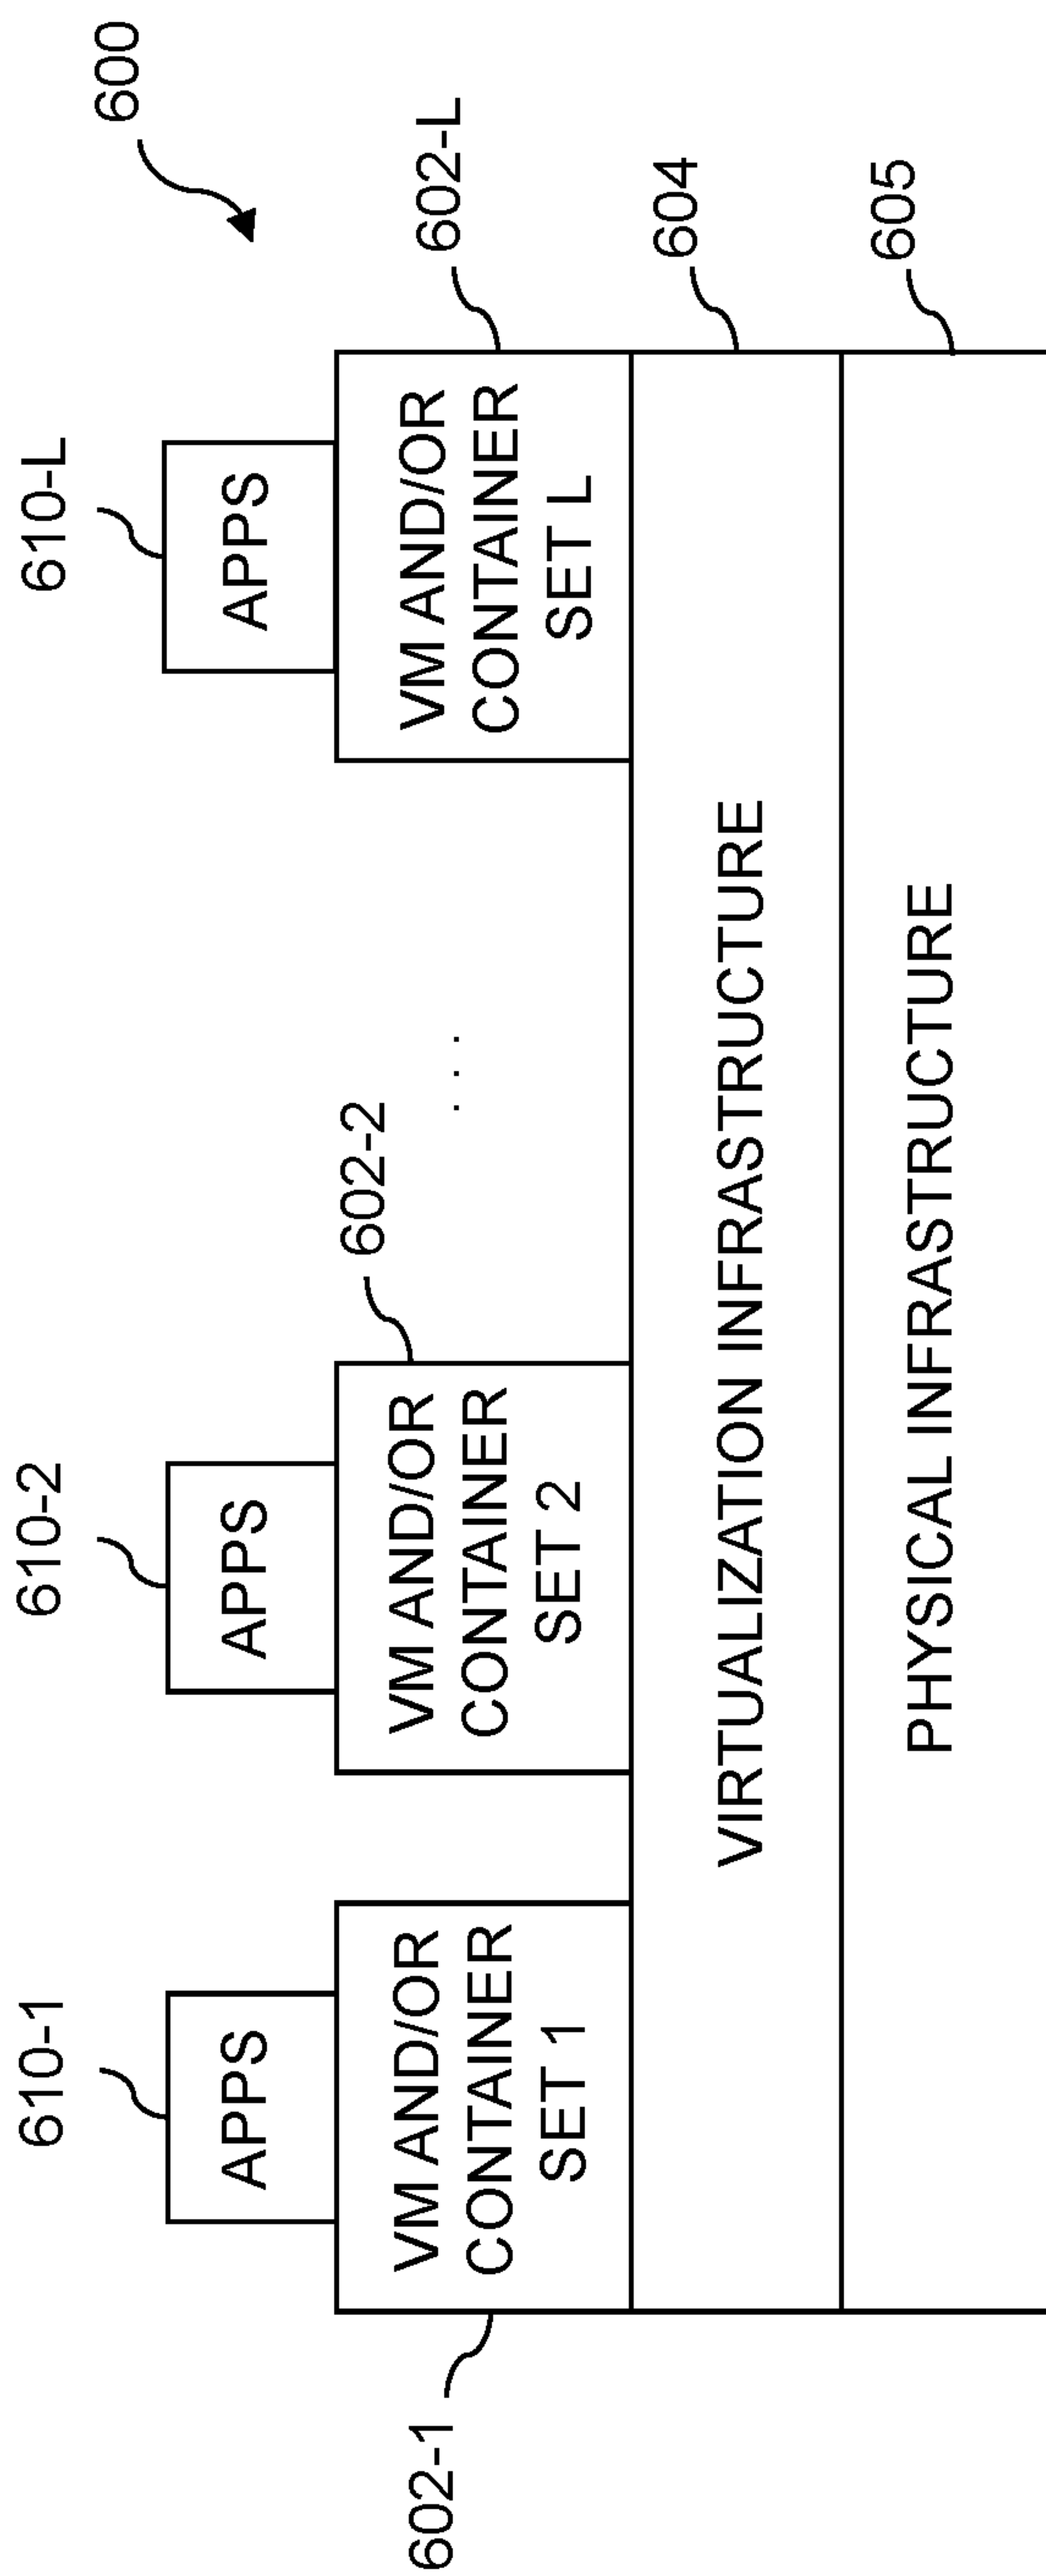 600
610-1
610-2
610-L
APPS
APPS
APPS
602-1
VM AND/OR
CONTAINER
SET 1
VM AND/OR
CONTAINER
SET 2
602-2
. . .
VM AND/OR
CONTAINER
SET L
602-L
VIRTUALIZATION INFRASTRUCTURE
604
PHYSICAL INFRASTRUCTURE
605